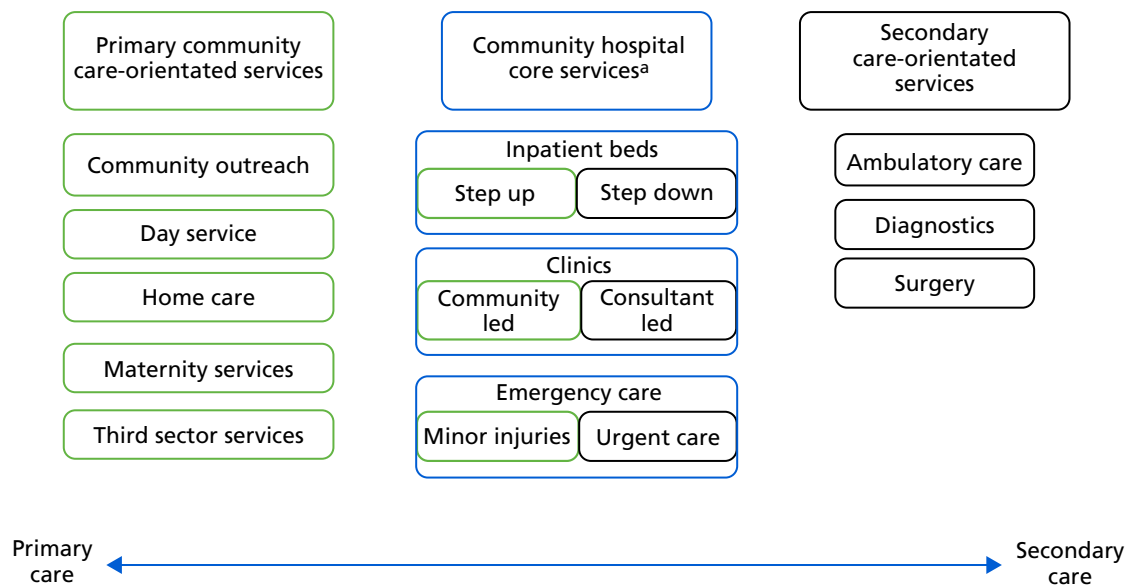 Primary community
care-orientated services
Community outreach
Day service
Home care
Maternity services
Third sector services
Community hospital
core servicesa
Inpatient beds
Step up
Step down
Clinics
Community
led
Consultant
led
Emergency care
Minor injuries
Urgent care
Secondary
care-orientated
services
Ambulatory care
Diagnostics
Surgery
Primary
care
Secondary
care